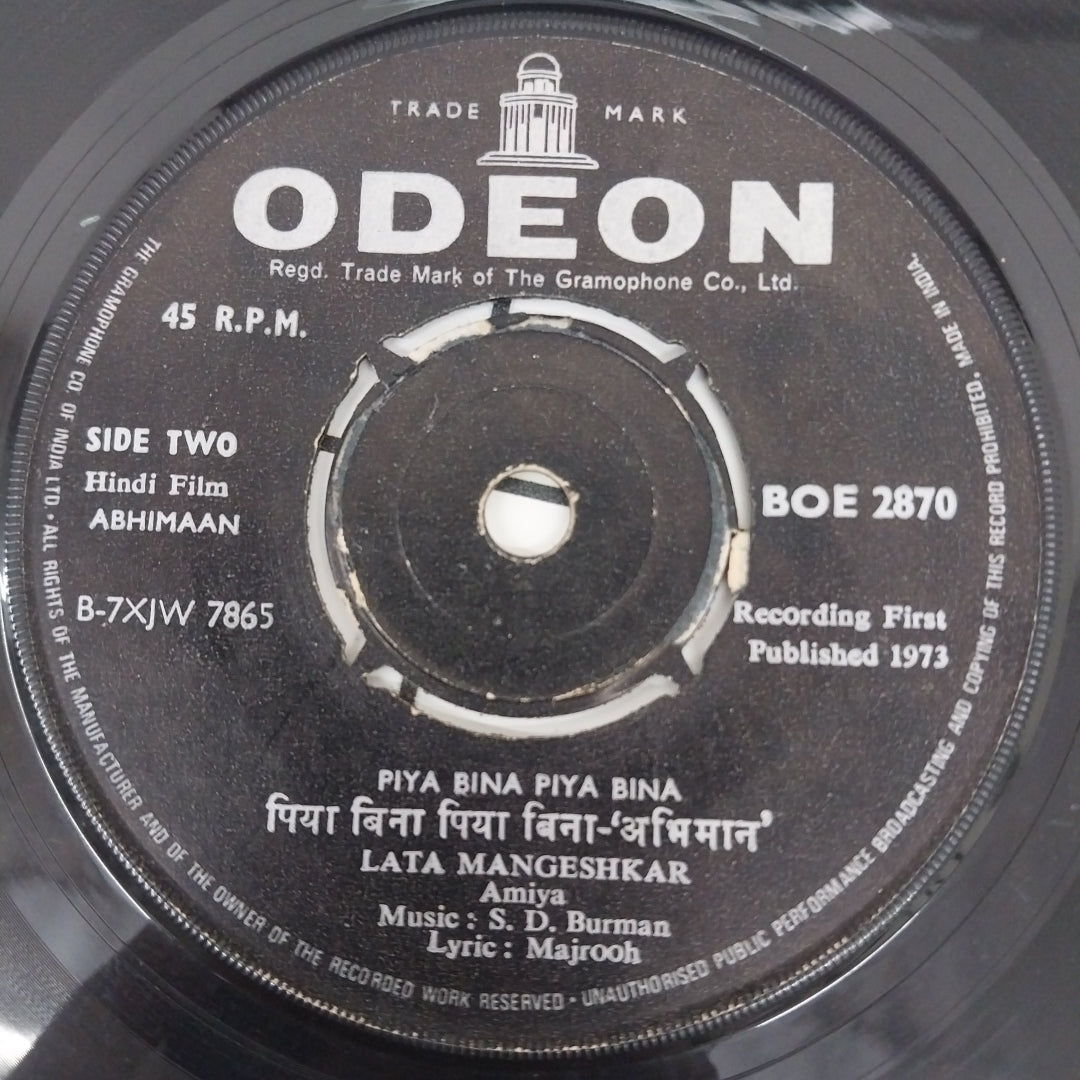 TRADE MARK
ODEON
Regd. Trade Mark of The Gramophone Co., Ltd.
45 R.P.M.
SIDE TWO
Hindi Film
ABHIMAAN
B-7XJW 7865
BOE 2870
Recording First
Published 1973
PIYA BINA PIYA BINA
पिया बिना पिया बिना-‘अभिमान’
LATA MANGESHKAR
Amiya
Music : S. D. Burman
Lyric : Majrooh
THE GRAMOPHONE CO. OF INDIA LTD. ALL RIGHTS OF THE MANUFACTURER AND OF THE OWNER OF THE RECORDED WORK RESERVED · UNAUTHORISED PUBLIC PERFORMANCE BROADCASTING AND COPYING OF THIS RECORD PROHIBITED. MADE IN INDIA.